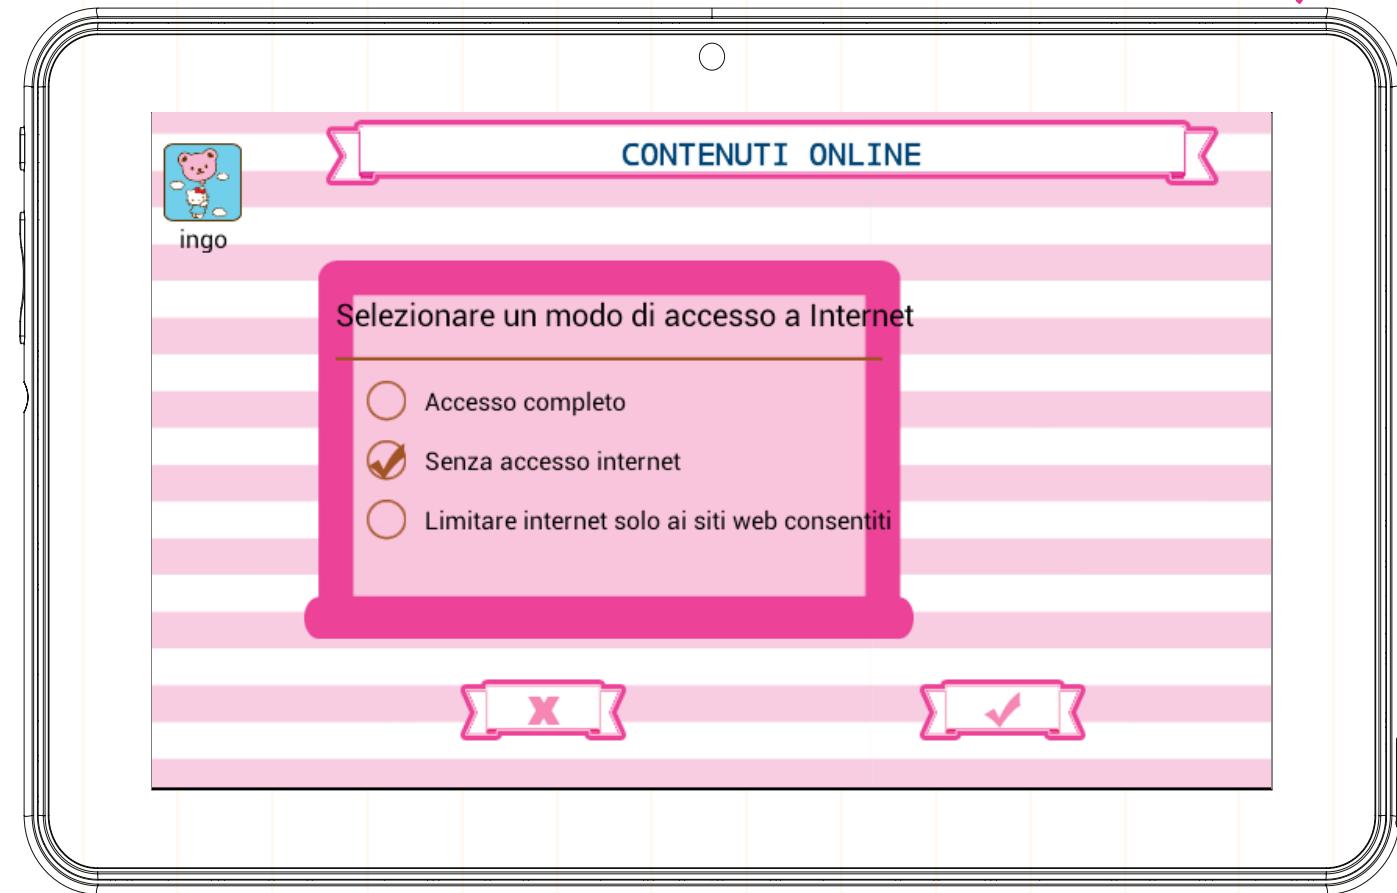 CONTENUTI ONLINE
ingo
Selezionare un modo di accesso a Internet
Accesso completo
Senza accesso internet
Limitare internet solo ai siti web consentiti
X